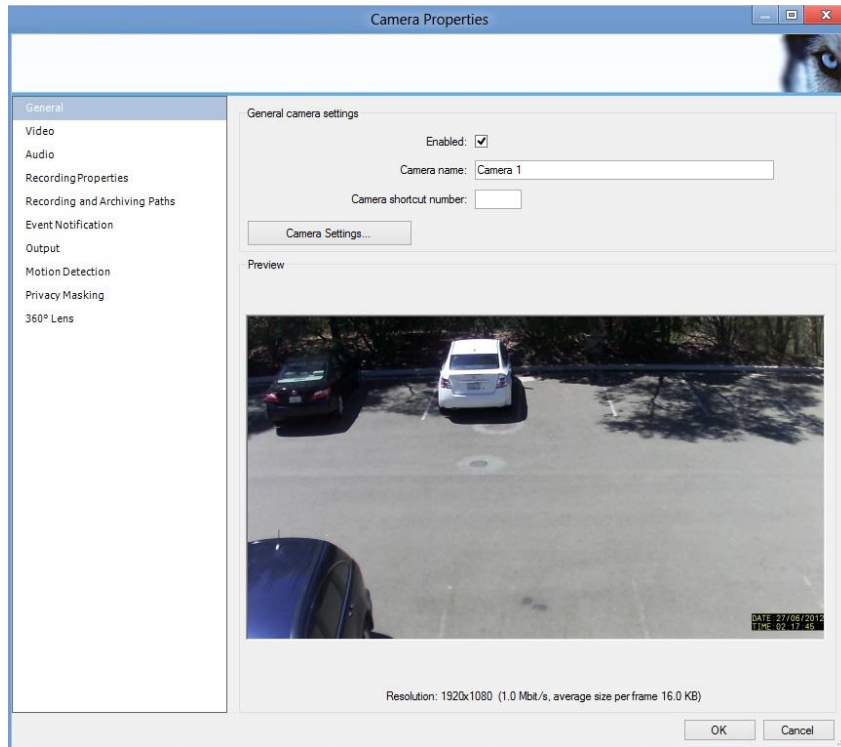 Camera Properties
General
Video
Audio
Recording Properties
Recording and Archiving Paths
Event Notification
Output
Motion Detection
Privacy Masking
360° Lens
General camera settings
Enabled:
Camera name: Camera 1
Camera shortcut number:
Camera Settings...
Preview
DATE:27/06/2012
TIME:02:17:45
Resolution: 1920x1080 (1.0 Mbit/s, average size per frame 16.0 KB)
OK Cancel